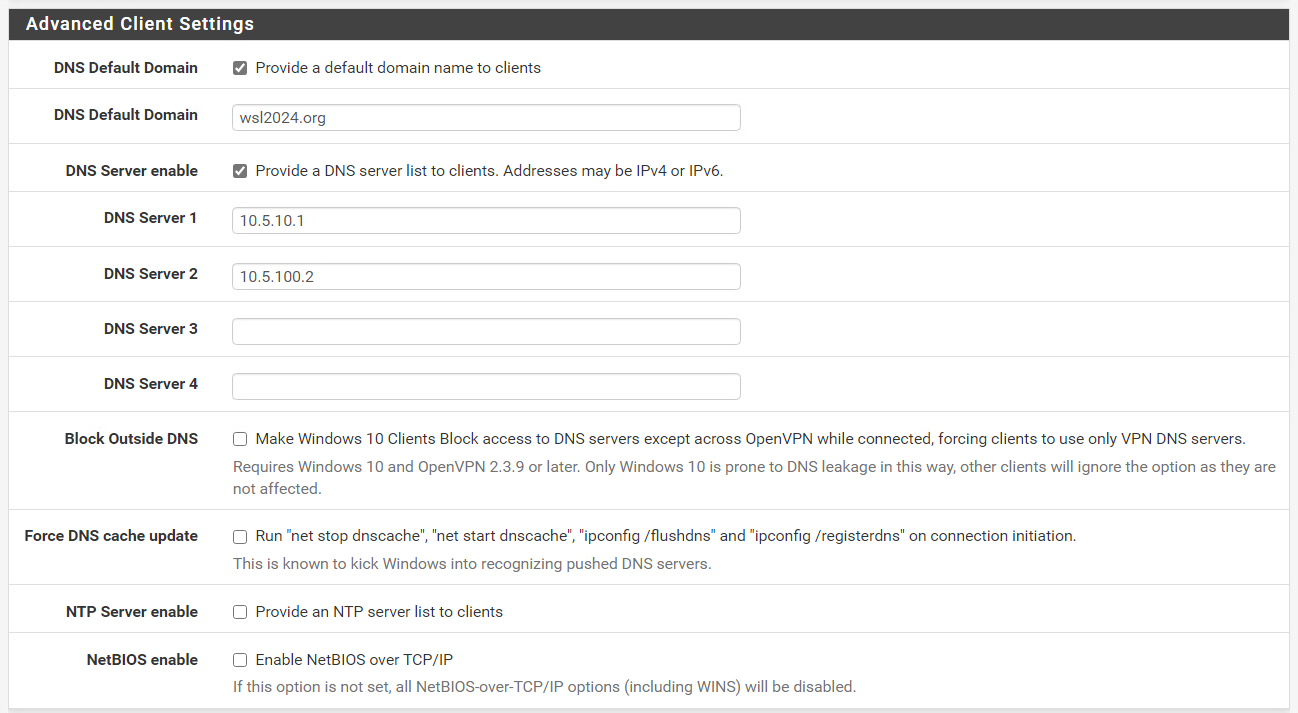 Advanced Client Settings
DNS Default Domain
Provide a default domain name to clients
DNS Default Domain
wsl2024.org
DNS Server enable
Provide a DNS server list to clients. Addresses may be IPv4 or IPv6.
DNS Server 1
10.5.10.1
DNS Server 2
10.5.100.2
DNS Server 3
DNS Server 4
Block Outside DNS
Make Windows 10 Clients Block access to DNS servers except across OpenVPN while connected, forcing clients to use only VPN DNS servers.
Requires Windows 10 and OpenVPN 2.3.9 or later. Only Windows 10 is prone to DNS leakage in this way, other clients will ignore the option as they are
not affected.
Force DNS cache update
Run "net stop dnscache", "net start dnscache", "ipconfig /flushdns" and "ipconfig /registerdns" on connection initiation.
This is known to kick Windows into recognizing pushed DNS servers.
NTP Server enable
Provide an NTP server list to clients
NetBIOS enable
Enable NetBIOS over TCP/IP
If this option is not set, all NetBIOS-over-TCP/IP options (including WINS) will be disabled.